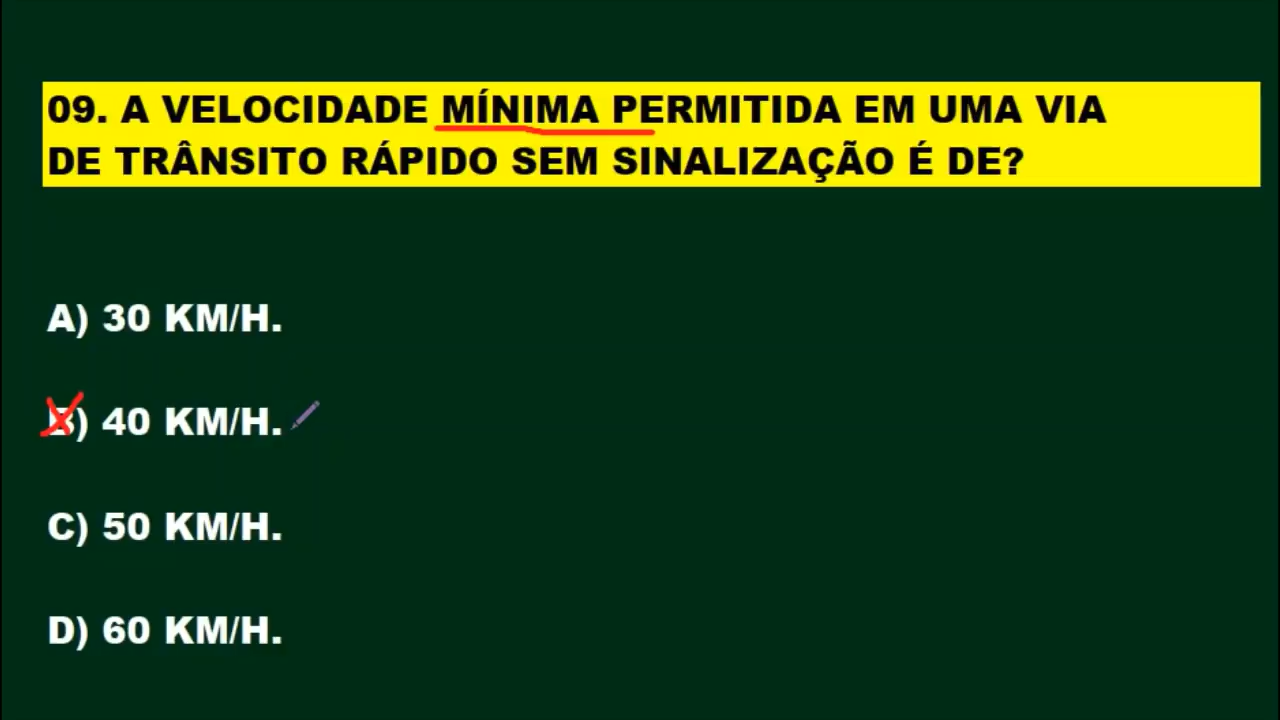 09. A VELOCIDADE MÍNIMA PERMITIDA EM UMA VIA
DE TRÂNSITO RÁPIDO SEM SINALIZAÇÃO É DE?
A) 30 KM/H.
B) 40 KM/H.
C) 50 KM/H.
D) 60 KM/H.